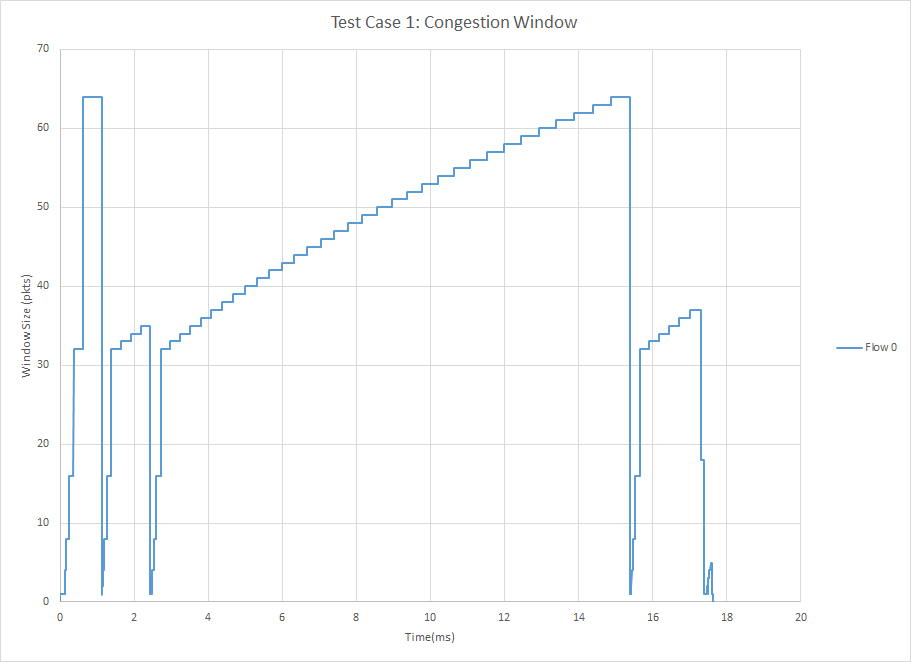 Test Case 1: Congestion Window
70
60
50
40
30
20
10
0
Window Size (pkts)
0 2 4 6 8 10 12 14 16 18 20
Time(ms)
Flow 0